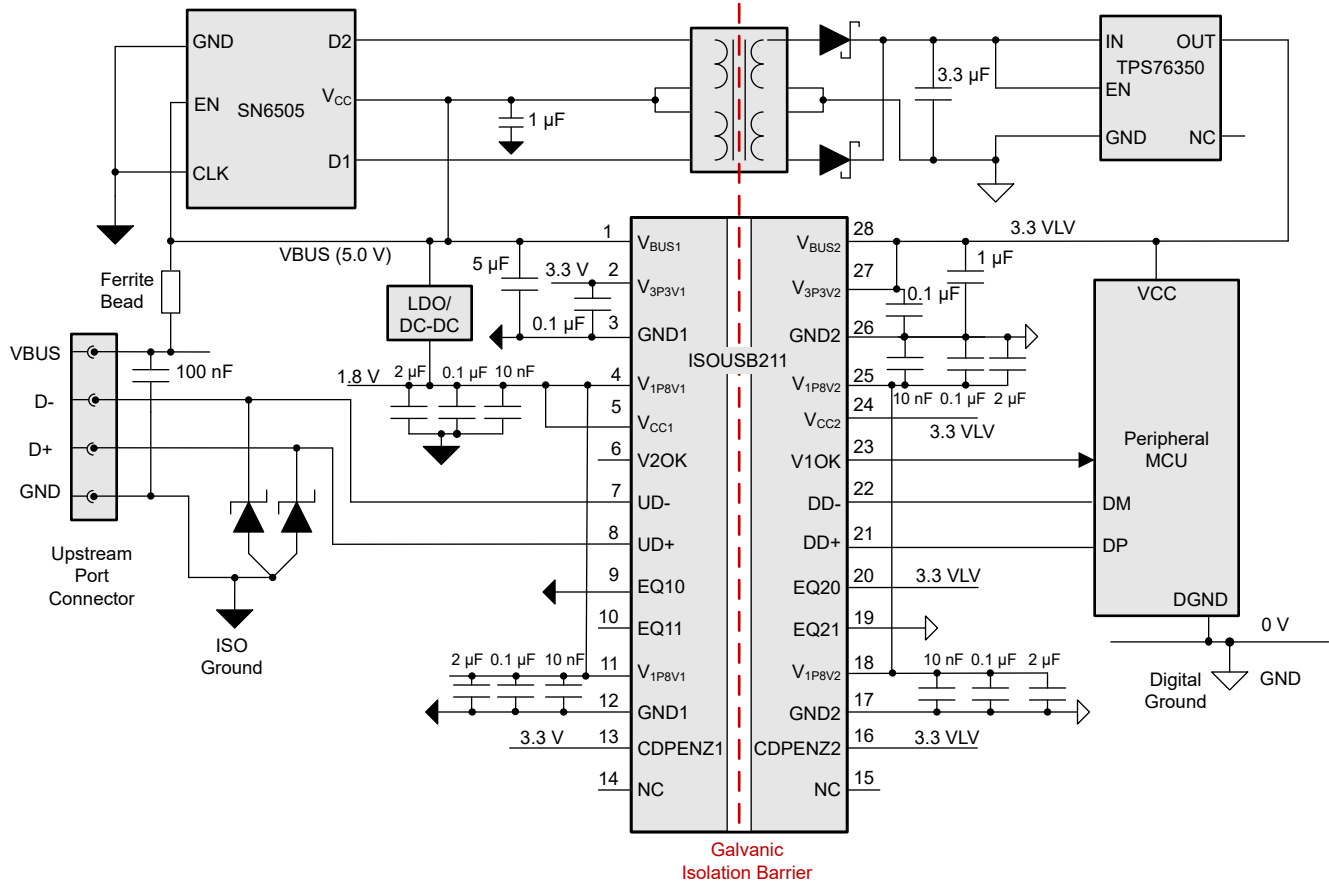 GND
D2
EN
SN6505
VCC
CLK
D1
1 µF
3.3 µF
IN
OUT
TPS76350
EN
GND
NC
VBUS (5.0 V)
Ferrite
Bead
LDO/
DC-DC
5 µF
3.3 V
0.1 µF
1.8 V
2 µF
0.1 µF
10 nF
VBUS
D-
D+
GND
100 nF
Upstream
Port
Connector
ISO
Ground
1
VBUS1
2
V3P3V1
3
GND1
ISOUSB211
4
V1P8V1
5
VCC1
6
V2OK
7
UD-
8
UD+
9
EQ10
10
EQ11
2 µF
0.1 µF
10 nF
11
V1P8V1
12
GND1
3.3 V
13
CDPENZ1
14
NC
VBUS2
28
3.3 VLV
1 µF
V3P3V2
27
0.1 µF
GND2
26
V1P8V2
25
10 nF
0.1 µF
2 µF
VCC2
24
3.3 VLV
V1OK
23
DD-
22
DD+
21
EQ20
20
3.3 VLV
EQ21
19
V1P8V2
18
10 nF
0.1 µF
2 µF
GND2
17
CDPENZ2
16
3.3 VLV
NC
15
VCC
Peripheral
MCU
DM
DP
DGND
0 V
Digital
Ground
GND
Galvanic
Isolation Barrier